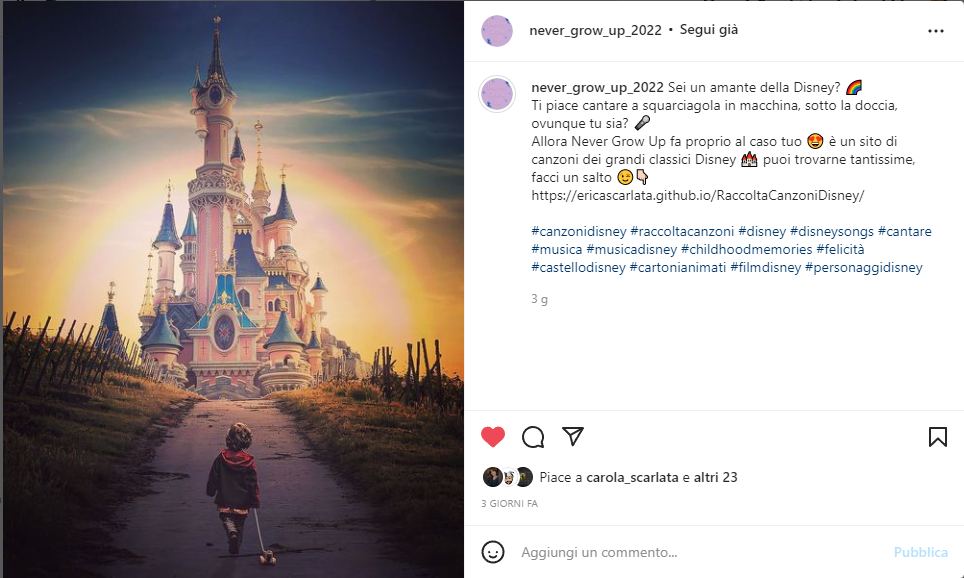 never_grow_up_2022 • Segui già
never_grow_up_2022 Sei un amante della Disney? 🌈
Ti piace cantare a squarciagola in macchina, sotto la doccia,
ovunque tu sia? 🎤
Allora Never Grow Up fa proprio al caso tuo 😍 è un sito di
canzoni dei grandi classici Disney 🏰 puoi trovarne tantissime,
facci un salto 😉👇🏻
https://ericascarlata.github.io/RaccoltaCanzoniDisney/
#canzonidisney #raccoltacanzoni #disney #disneysongs #cantare
#musica #musicadisney #childhoodmemories #felicità
#castellodisney #cartonianimati #filmdisney #personaggidisney
3 g
Piace a carola_scarlata e altri 23
3 GIORNI FA
Aggiungi un commento...
Pubblica